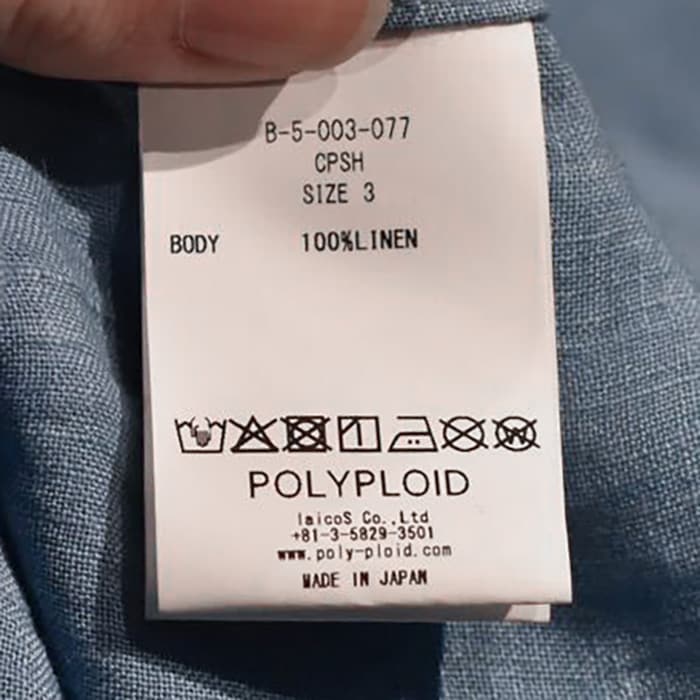 B-5-003-077
CPSH
SIZE 3
BODY 100%LINEN
W
POLYPLOID
laicoS Co.,Ltd
+81-3-5829-3501
www.poly-ploid.com
MADE IN JAPAN